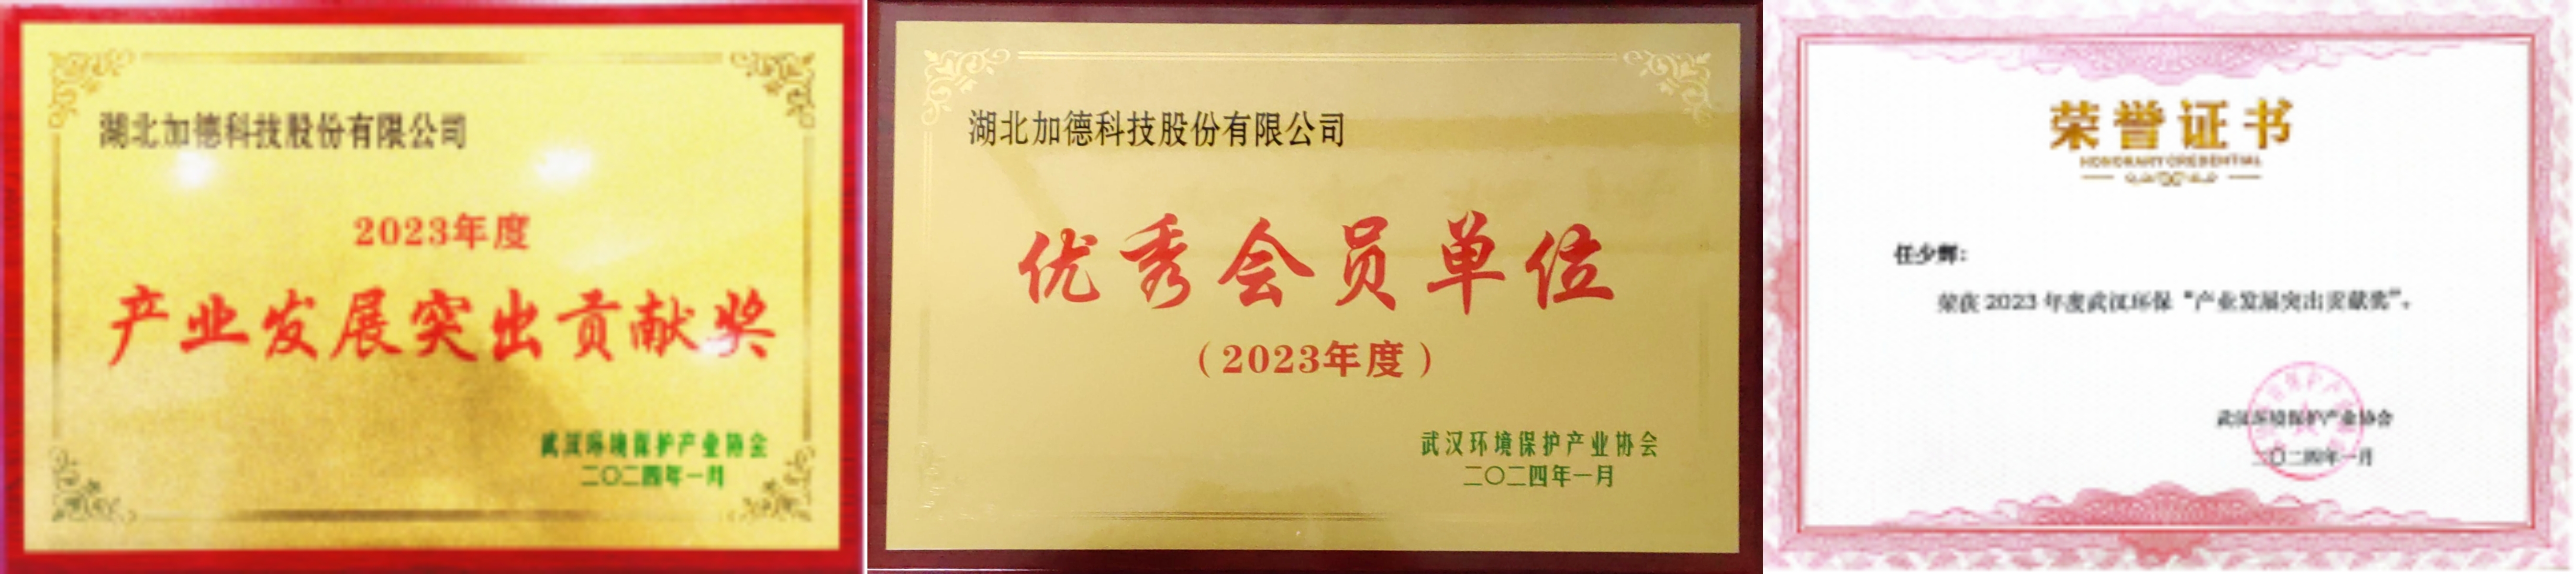 湖北加德科技股份有限公司
2023年度
产业发展突出贡献奖
武汉环境保护产业协会
二〇二四年一月
湖北加德科技股份有限公司
优秀会员单位
（2023年度）
武汉环境保护产业协会
二〇二四年一月
荣誉证书
HONORARY CREDENTIAL
任少辉：
荣获 2023 年度武汉环保“产业发展突出贡献奖”。
武汉环境保护产业协会
二〇二四年一月